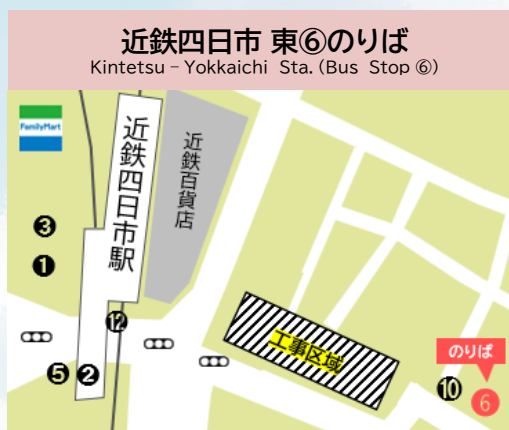 近鉄四日市 東⑥のりば
Kintetsu - Yokkaichi Sta. (Bus Stop ⑥)
FamilyMart
近鉄四日市駅
近鉄百貨店
❸
❶
⓬
❺
❷
工事区域
のりば
❿
6